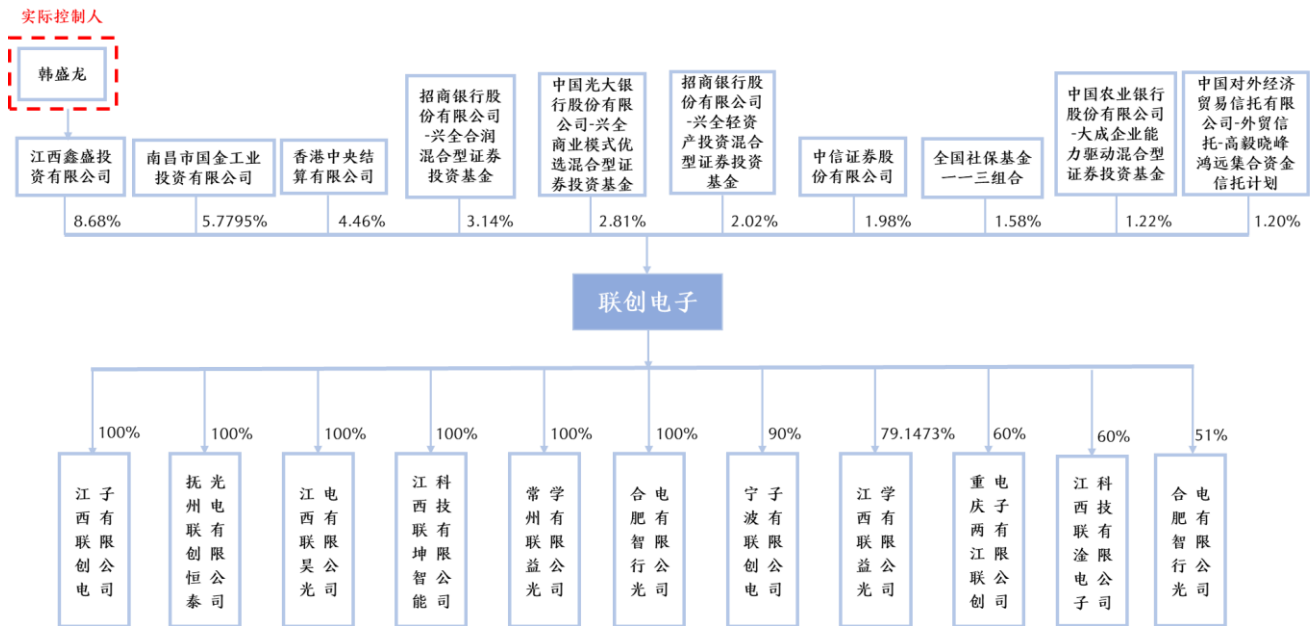 实际控制人
韩盛龙
江西鑫盛投
资有限公司
南昌市国金工业
投资有限公司
香港中央结
算有限公司
招商银行股
份有限公司
-兴全合润
混合型证券
投资基金
中国光大银
行股份有限
公司-兴全
商业模式优
选混合型证
券投资基金
招商银行股
份有限公司
-兴全轻资
产投资混合
型证券投资
基金
中信证券股
份有限公司
全国社保基金
一一三组合
中国农业银行
股份有限公司
-大成企业能
力驱动混合型
证券投资基金
中国对外经济
贸易信托有限
公司-外贸信
托-高毅晓峰
鸿远集合资金
信托计划
8.68%
5.7795%
4.46%
3.14%
2.81%
2.02%
1.98%
1.58%
1.22%
1.20%
联创电子
100%
100%
100%
100%
100%
100%
90%
79.1473%
60%
60%
51%
江西联创电
子有限公司
抚州联创恒泰
光电有限公司
江西联昊光
电有限公司
江西联坤智能
科技有限公司
常州联益光
学有限公司
合肥智行光
电有限公司
宁波联创电
子有限公司
江西联益光
学有限公司
重庆两江联创
电子有限公司
江西联淦电子
科技有限公司
合肥智行光
电有限公司